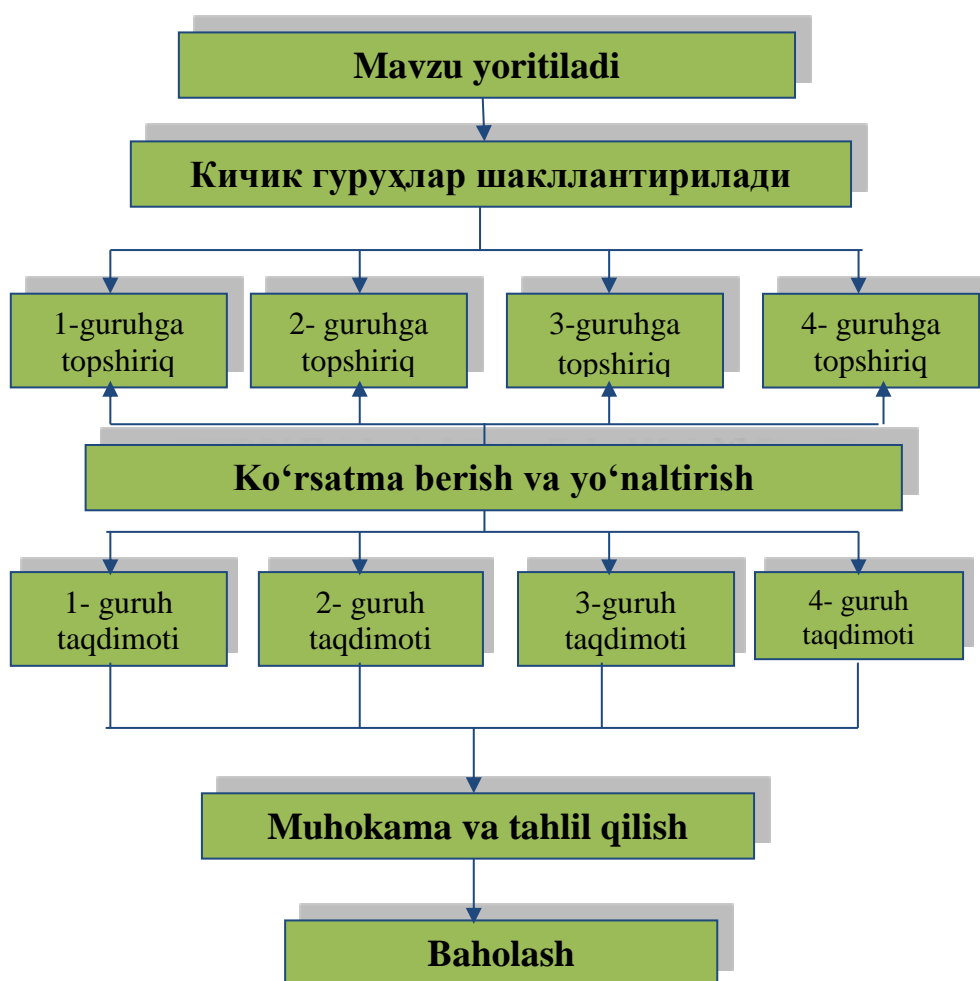 Mavzu yoritiladi
Кичик гуруҳлар шакллантирилади
1-guruhga
topshiriq
2- guruhga
topshiriq
3-guruhga
topshiriq
4- guruhga
topshiriq
Ko‘rsatma berish va yo‘naltirish
1- guruh
taqdimoti
2- guruh
taqdimoti
3-guruh
taqdimoti
4- guruh
taqdimoti
Muhokama va tahlil qilish
Baholash